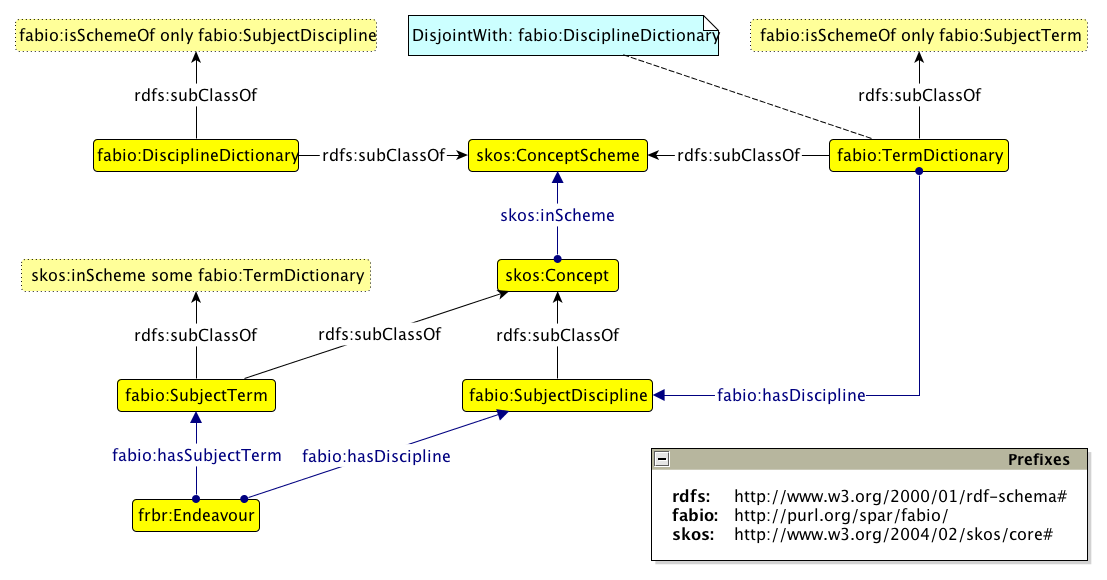 fabio:isSchemeOf only fabio:SubjectDiscipline
DisjointWith: fabio:DisciplineDictionary
fabio:isSchemeOf only fabio:SubjectTerm
rdfs:subClassOf
rdfs:subClassOf
fabio:DisciplineDictionary
rdfs:subClassOf
skos:ConceptScheme
rdfs:subClassOf
fabio:TermDictionary
skos:inScheme
skos:inScheme some fabio:TermDictionary
skos:Concept
rdfs:subClassOf
rdfs:subClassOf
rdfs:subClassOf
fabio:SubjectTerm
fabio:SubjectDiscipline
fabio:hasDiscipline
fabio:hasSubjectTerm
fabio:hasDiscipline
frbr:Endeavour
Prefixes
rdfs: http://www.w3.org/2000/01/rdf-schema#
fabio: http://purl.org/spar/fabio/
skos: http://www.w3.org/2004/02/skos/core#